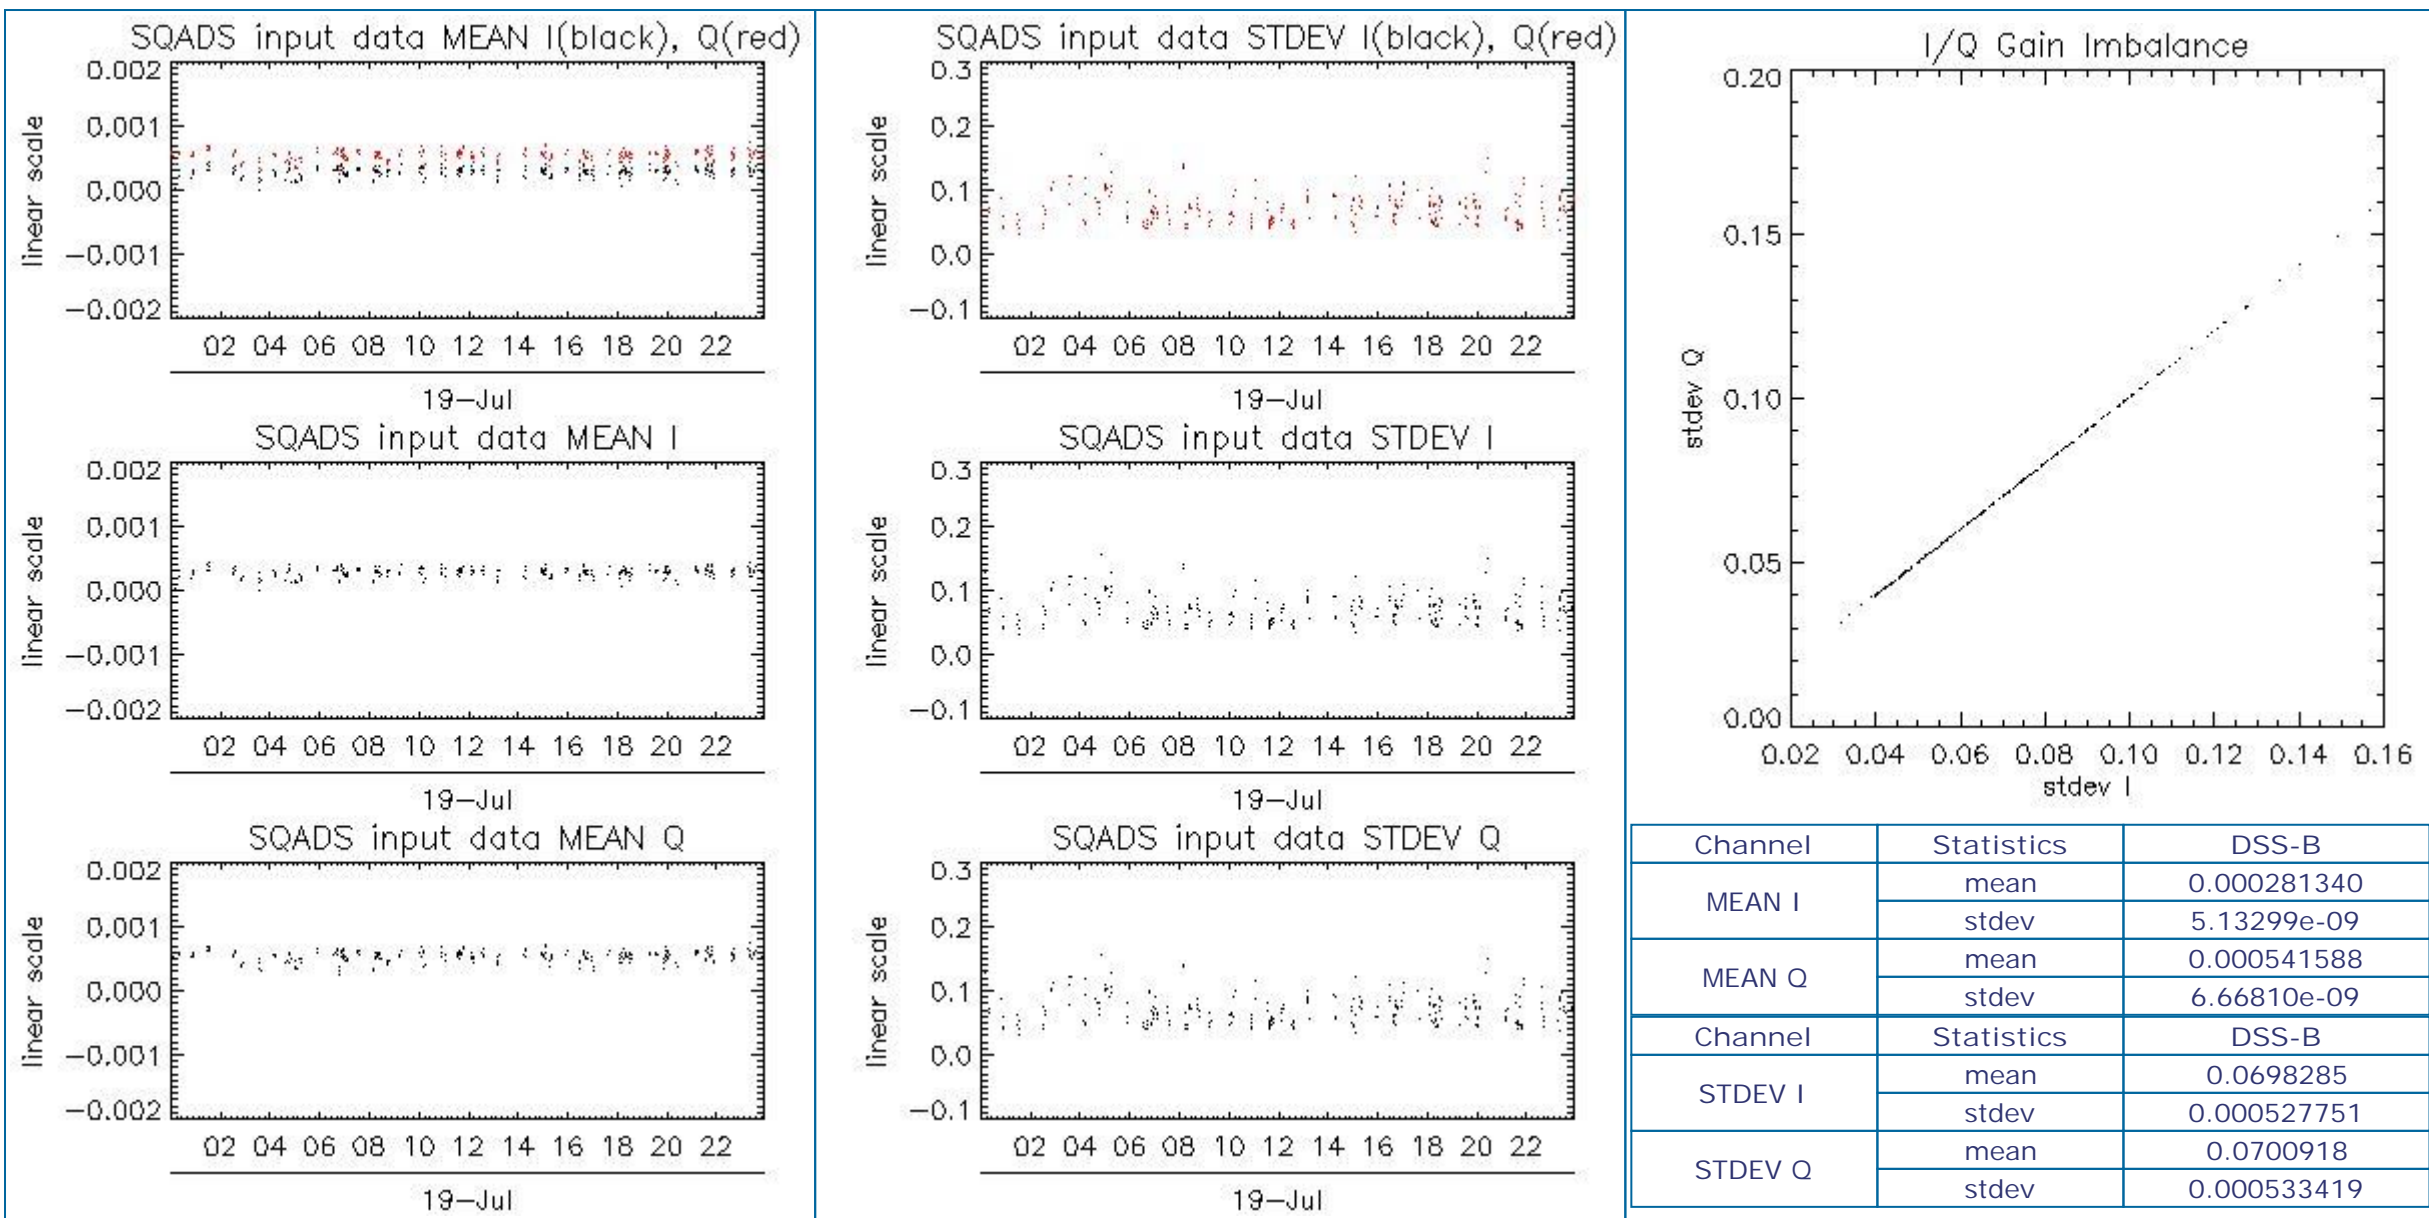 SQADS input data MEAN I(black), Q(red)
0.002
0.001
0.000
−0.001
−0.002
linear scale
02 04 06 08 10 12 14 16 18 20 22
19−Jul
SQADS input data MEAN I
0.002
0.001
0.000
−0.001
−0.002
linear scale
02 04 06 08 10 12 14 16 18 20 22
19−Jul
SQADS input data MEAN Q
0.002
0.001
0.000
−0.001
−0.002
linear scale
02 04 06 08 10 12 14 16 18 20 22
19−Jul
SQADS input data STDEV I(black), Q(red)
0.3
0.2
0.1
0.0
−0.1
linear scale
02 04 06 08 10 12 14 16 18 20 22
19−Jul
SQADS input data STDEV I
0.3
0.2
0.1
0.0
−0.1
linear scale
02 04 06 08 10 12 14 16 18 20 22
19−Jul
SQADS input data STDEV Q
0.3
0.2
0.1
0.0
−0.1
linear scale
02 04 06 08 10 12 14 16 18 20 22
19−Jul
I/Q Gain Imbalance
0.20
0.15
0.10
0.05
0.00
stdev Q
0.02 0.04 0.06 0.08 0.10 0.12 0.14 0.16
stdev I
Channel Statistics DSS-B
MEAN I mean 0.000281340
stdev 5.13299e-09
MEAN Q mean 0.000541588
stdev 6.66810e-09
Channel Statistics DSS-B
STDEV I mean 0.0698285
stdev 0.000527751
STDEV Q mean 0.0700918
stdev 0.000533419